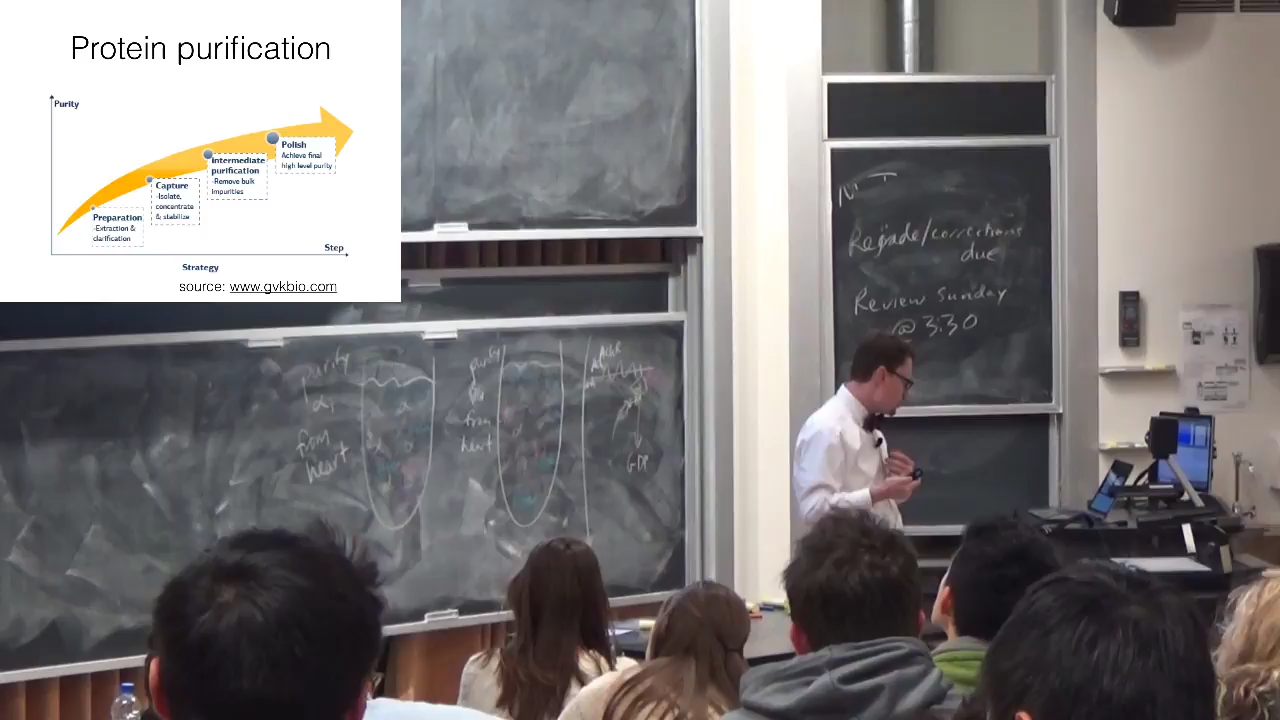 Protein purification
Purity
Polish
Achieve final
high level purity
Intermediate
purification
-Remove bulk
impurities
Capture
-Isolate,
concentrate
& stabilize
Preparation
-Extraction &
clarification
Step
Strategy
source: www.gvkbio.com
purity
α₁
from
heart
purity
from
heart
AChR
GDP
Regrade/corrections
due
Review Sunday
@ 3:30